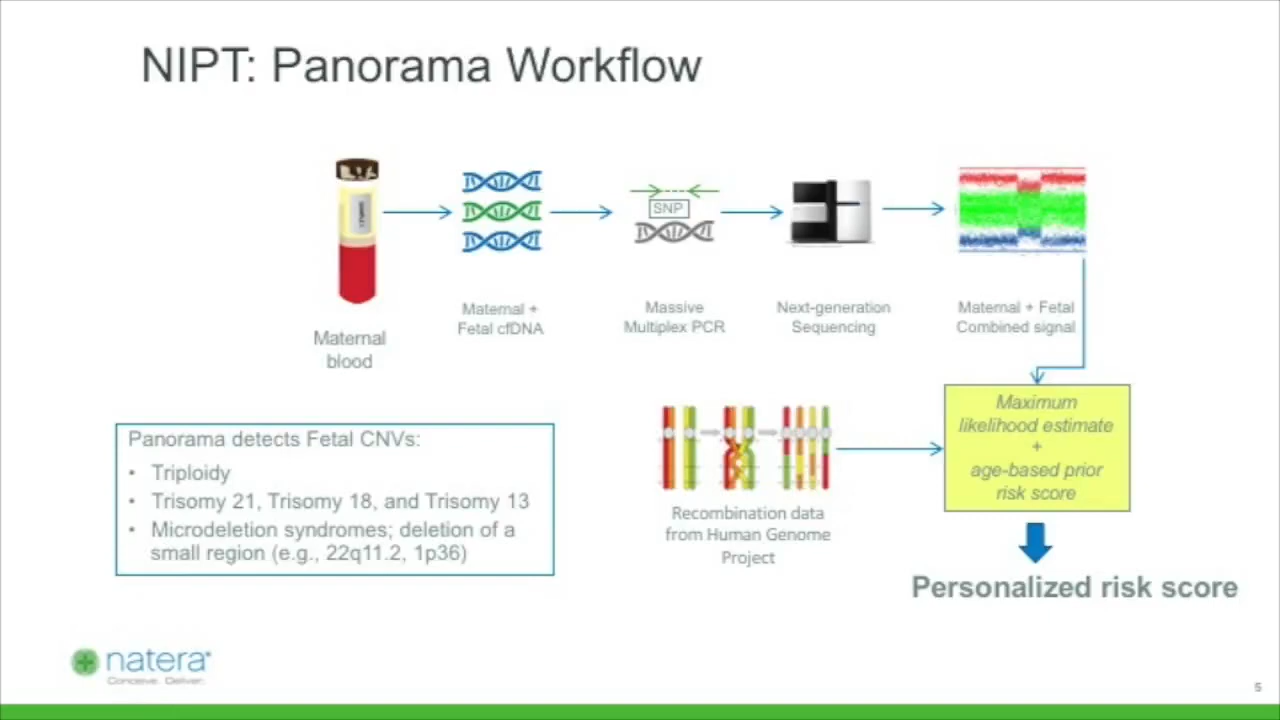 NIPT: Panorama Workflow
SNP
Maternal
blood
Maternal +
Fetal cfDNA
Massive
Multiplex PCR
Next-generation
Sequencing
Maternal + Fetal
Combined signal
Panorama detects Fetal CNVs:
• Triploidy
• Trisomy 21, Trisomy 18, and Trisomy 13
• Microdeletion syndromes; deletion of a
small region (e.g., 22q11.2, 1p36)
Recombination data
from Human Genome
Project
Maximum
likelihood estimate
+
age-based prior
risk score
Personalized risk score
natera
Conceive. Deliver.
5